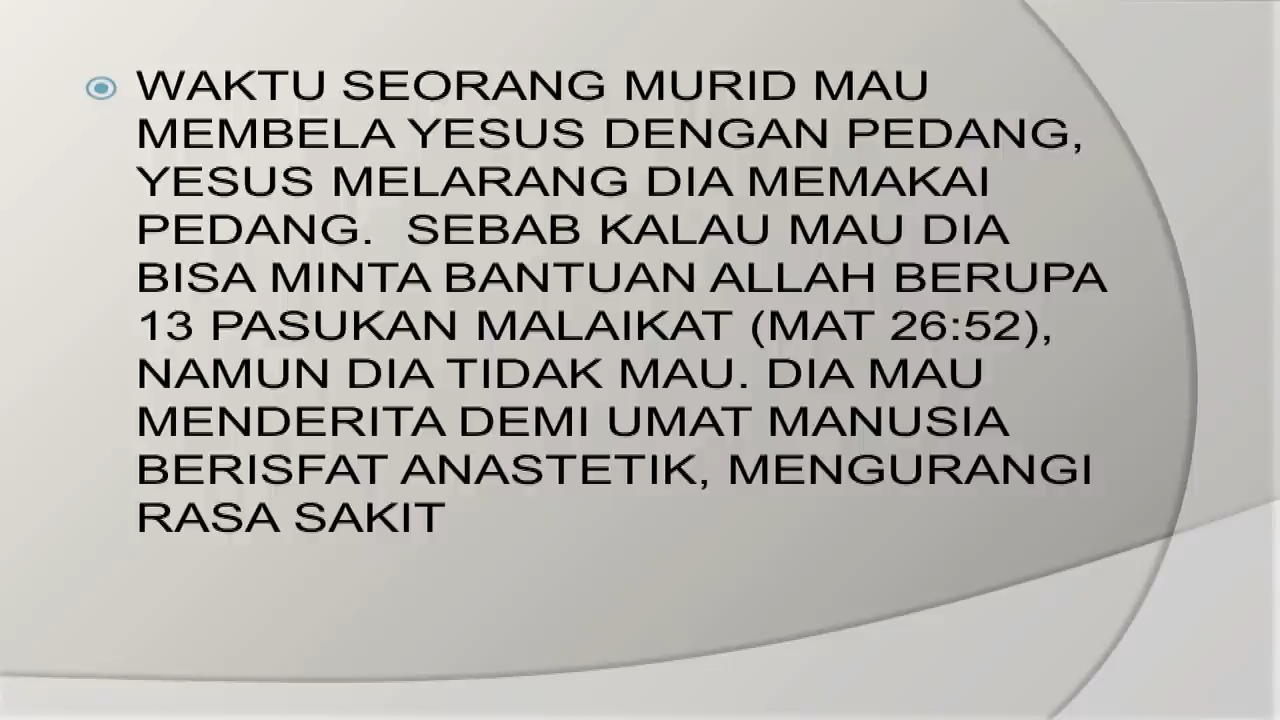 WAKTU SEORANG MURID MAU
MEMBELA YESUS DENGAN PEDANG,
YESUS MELARANG DIA MEMAKAI
PEDANG.  SEBAB KALAU MAU DIA
BISA MINTA BANTUAN ALLAH BERUPA
13 PASUKAN MALAIKAT (MAT 26:52),
NAMUN DIA TIDAK MAU. DIA MAU
MENDERITA DEMI UMAT MANUSIA
BERISFAT ANASTETIK, MENGURANGI
RASA SAKIT